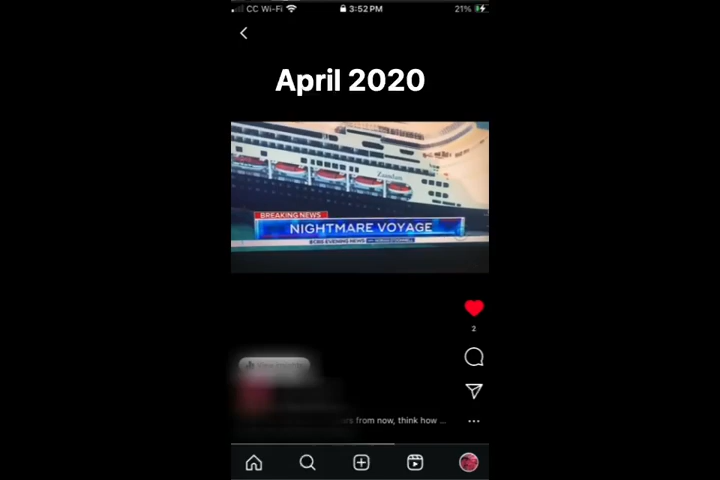 CC Wi-Fi 3:52 PM 21%
April 2020
Zaandam
BREAKING NEWS
NIGHTMARE VOYAGE
CBS EVENING NEWS
2
from now, think how ...